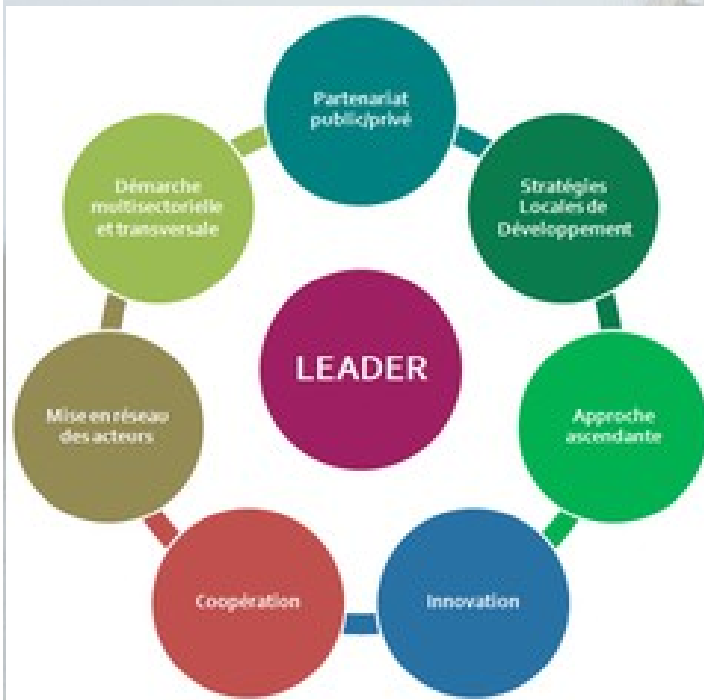 Partenariat
public/privé
Stratégies
Locales de
Développement
Approche
ascendante
Innovation
Coopération
Mise en réseau
des acteurs
Démarche
multisectorielle
et transversale
LEADER